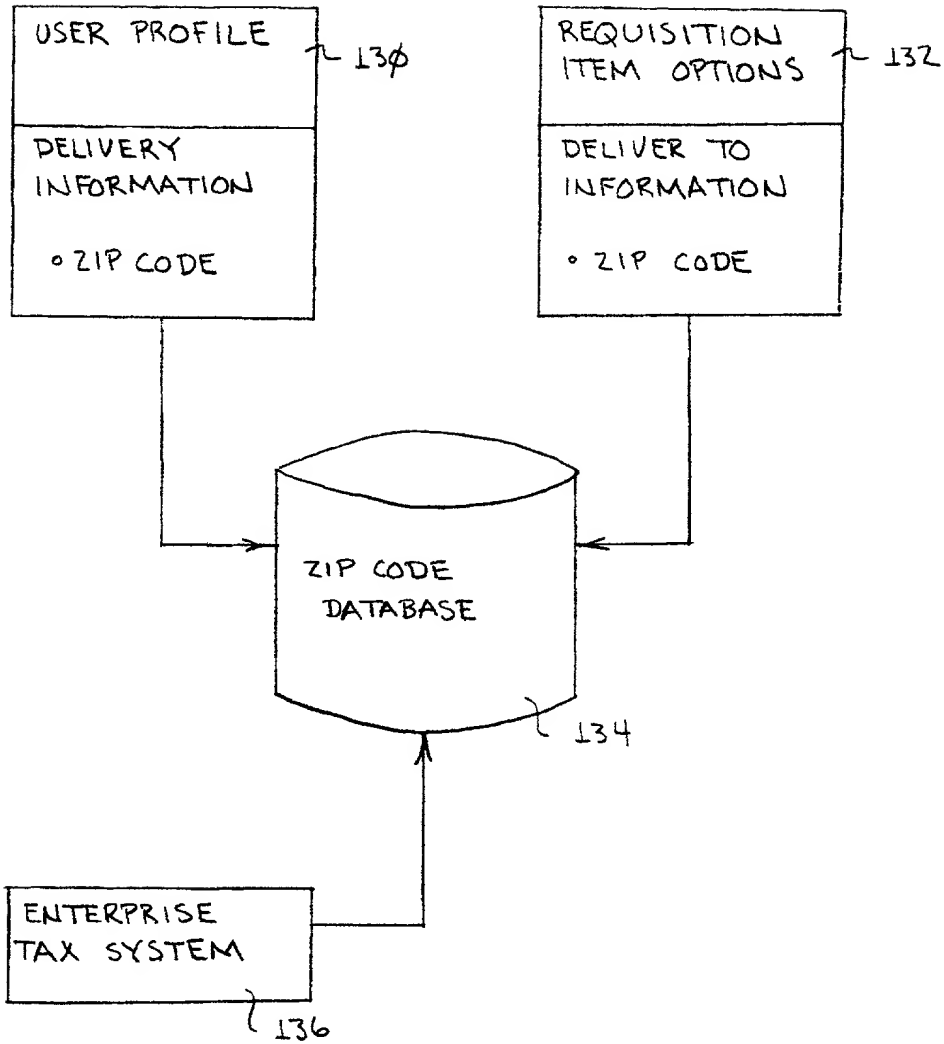 USER PROFILE
130
DELIVERY
INFORMATION
• ZIP CODE
REQUISITION
ITEM OPTIONS
132
DELIVER TO
INFORMATION
• ZIP CODE
ZIP CODE
DATABASE
134
ENTERPRISE
TAX SYSTEM
136